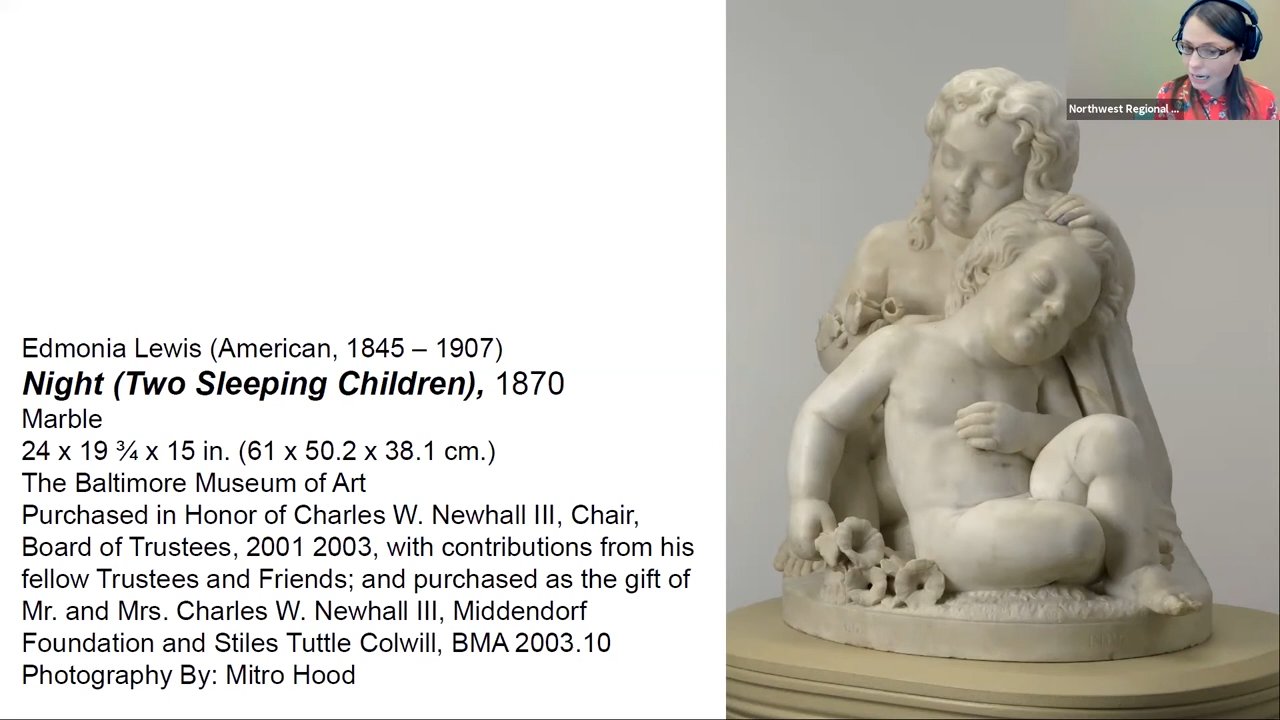 Northwest Regional ...
Edmonia Lewis (American, 1845 – 1907)
Night (Two Sleeping Children), 1870
Marble
24 x 19 ¾ x 15 in. (61 x 50.2 x 38.1 cm.)
The Baltimore Museum of Art
Purchased in Honor of Charles W. Newhall III, Chair,
Board of Trustees, 2001 2003, with contributions from his
fellow Trustees and Friends; and purchased as the gift of
Mr. and Mrs. Charles W. Newhall III, Middendorf
Foundation and Stiles Tuttle Colwill, BMA 2003.10
Photography By: Mitro Hood